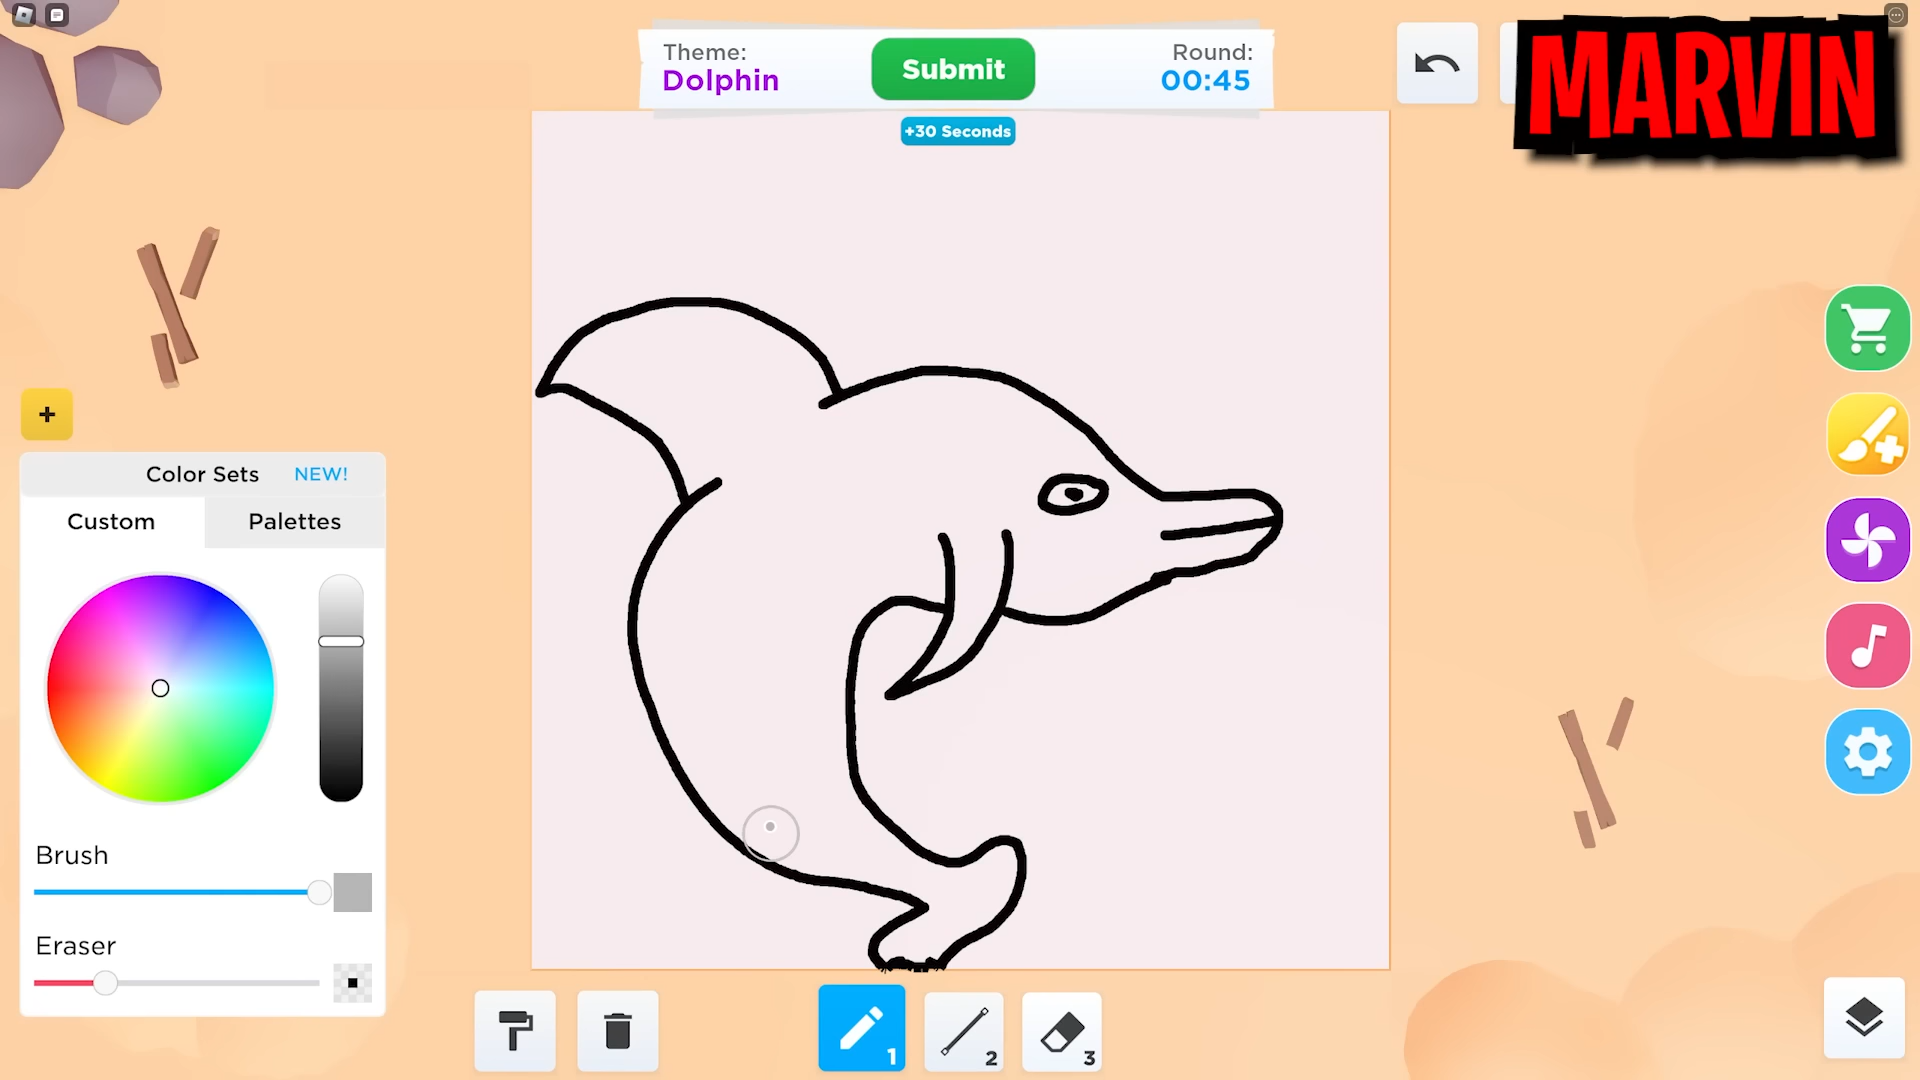 Theme:
Dolphin
Submit
Round:
00:45
+30 Seconds
MARVIN
+
Color Sets NEW!
Custom Palettes
Brush
Eraser
1
2
3